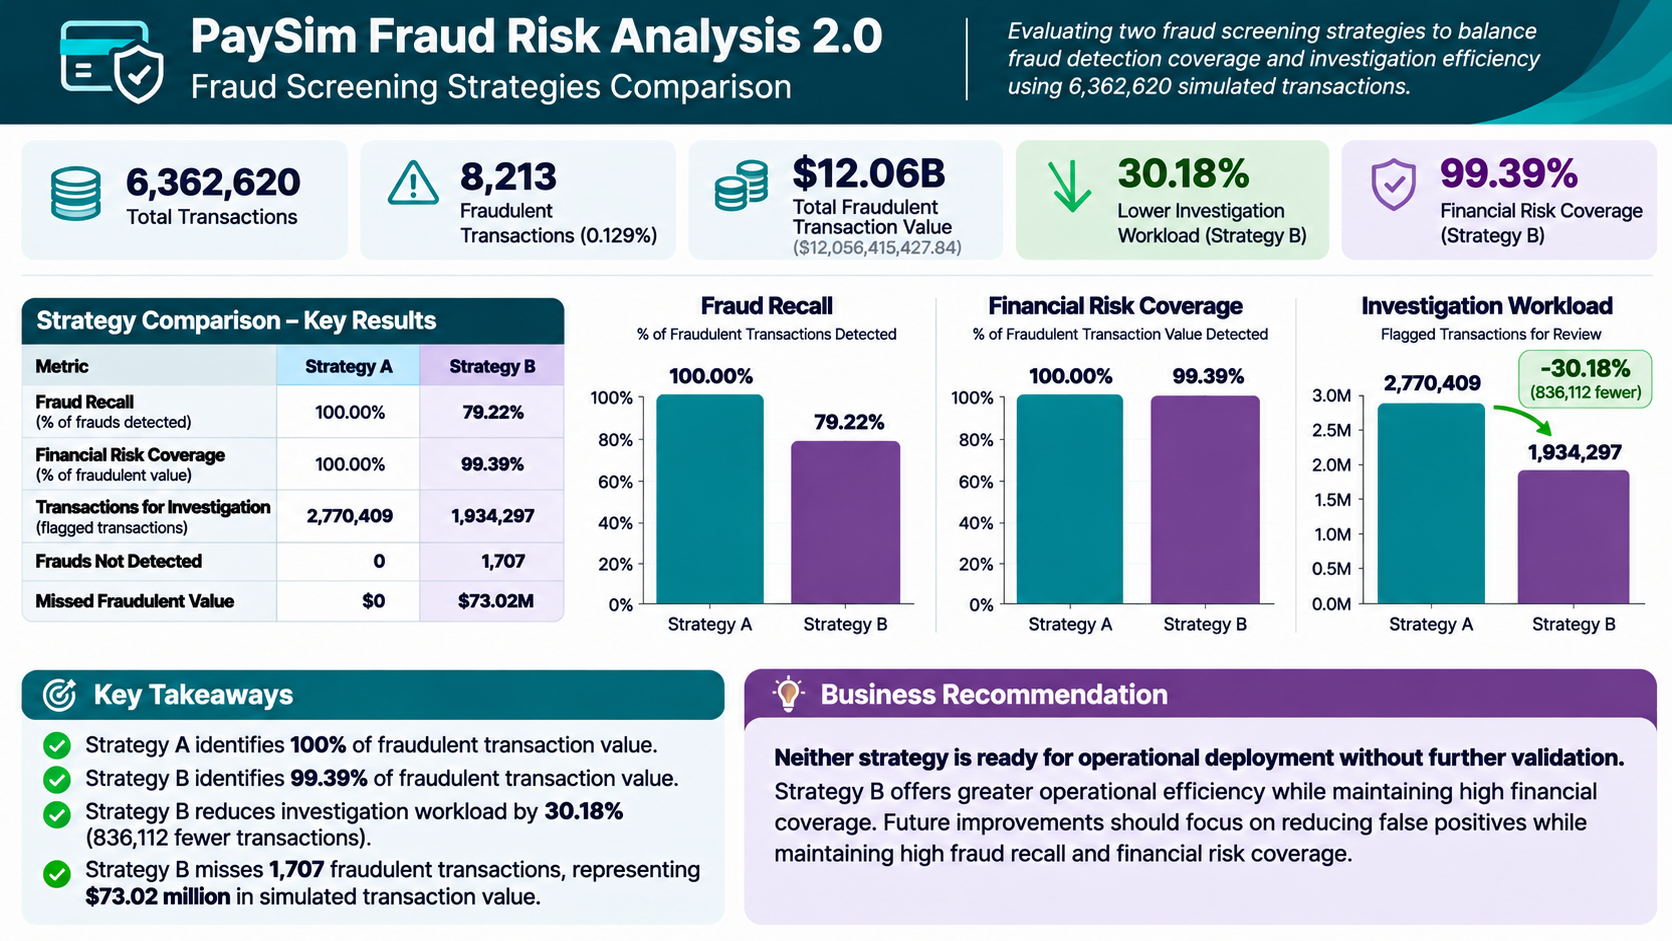 PaySim Fraud Risk Analysis 2.0
Fraud Screening Strategies Comparison
Evaluating two fraud screening strategies to balance
fraud detection coverage and investigation efficiency
using 6,362,620 simulated transactions.
6,362,620
Total Transactions
8,213
Fraudulent
Transactions (0.129%)
$12.06B
Total Fraudulent
Transaction Value
($12,056,415,427.84)
30.18%
Lower Investigation
Workload (Strategy B)
99.39%
Financial Risk Coverage
(Strategy B)
Strategy Comparison – Key Results
Metric Strategy A Strategy B
Fraud Recall
(% of frauds detected) 100.00% 79.22%
Financial Risk Coverage
(% of fraudulent value) 100.00% 99.39%
Transactions for Investigation
(flagged transactions) 2,770,409 1,934,297
Frauds Not Detected 0 1,707
Missed Fraudulent Value $0 $73.02M
Fraud Recall
% of Fraudulent Transactions Detected
100.00%
79.22%
100%
80%
60%
40%
20%
0%
Strategy A Strategy B
Financial Risk Coverage
% of Fraudulent Transaction Value Detected
100.00% 99.39%
100%
80%
60%
40%
20%
0%
Strategy A Strategy B
Investigation Workload
Flagged Transactions for Review
-30.18%
(836,112 fewer)
2,770,409
1,934,297
3.0M
2.5M
2.0M
1.5M
1.0M
0.5M
0.0M
Strategy A Strategy B
Key Takeaways
Strategy A identifies 100% of fraudulent transaction value.
Strategy B identifies 99.39% of fraudulent transaction value.
Strategy B reduces investigation workload by 30.18%
(836,112 fewer transactions).
Strategy B misses 1,707 fraudulent transactions, representing
$73.02 million in simulated transaction value.
Business Recommendation
Neither strategy is ready for operational deployment without further validation.
Strategy B offers greater operational efficiency while maintaining high financial
coverage. Future improvements should focus on reducing false positives while
maintaining high fraud recall and financial risk coverage.